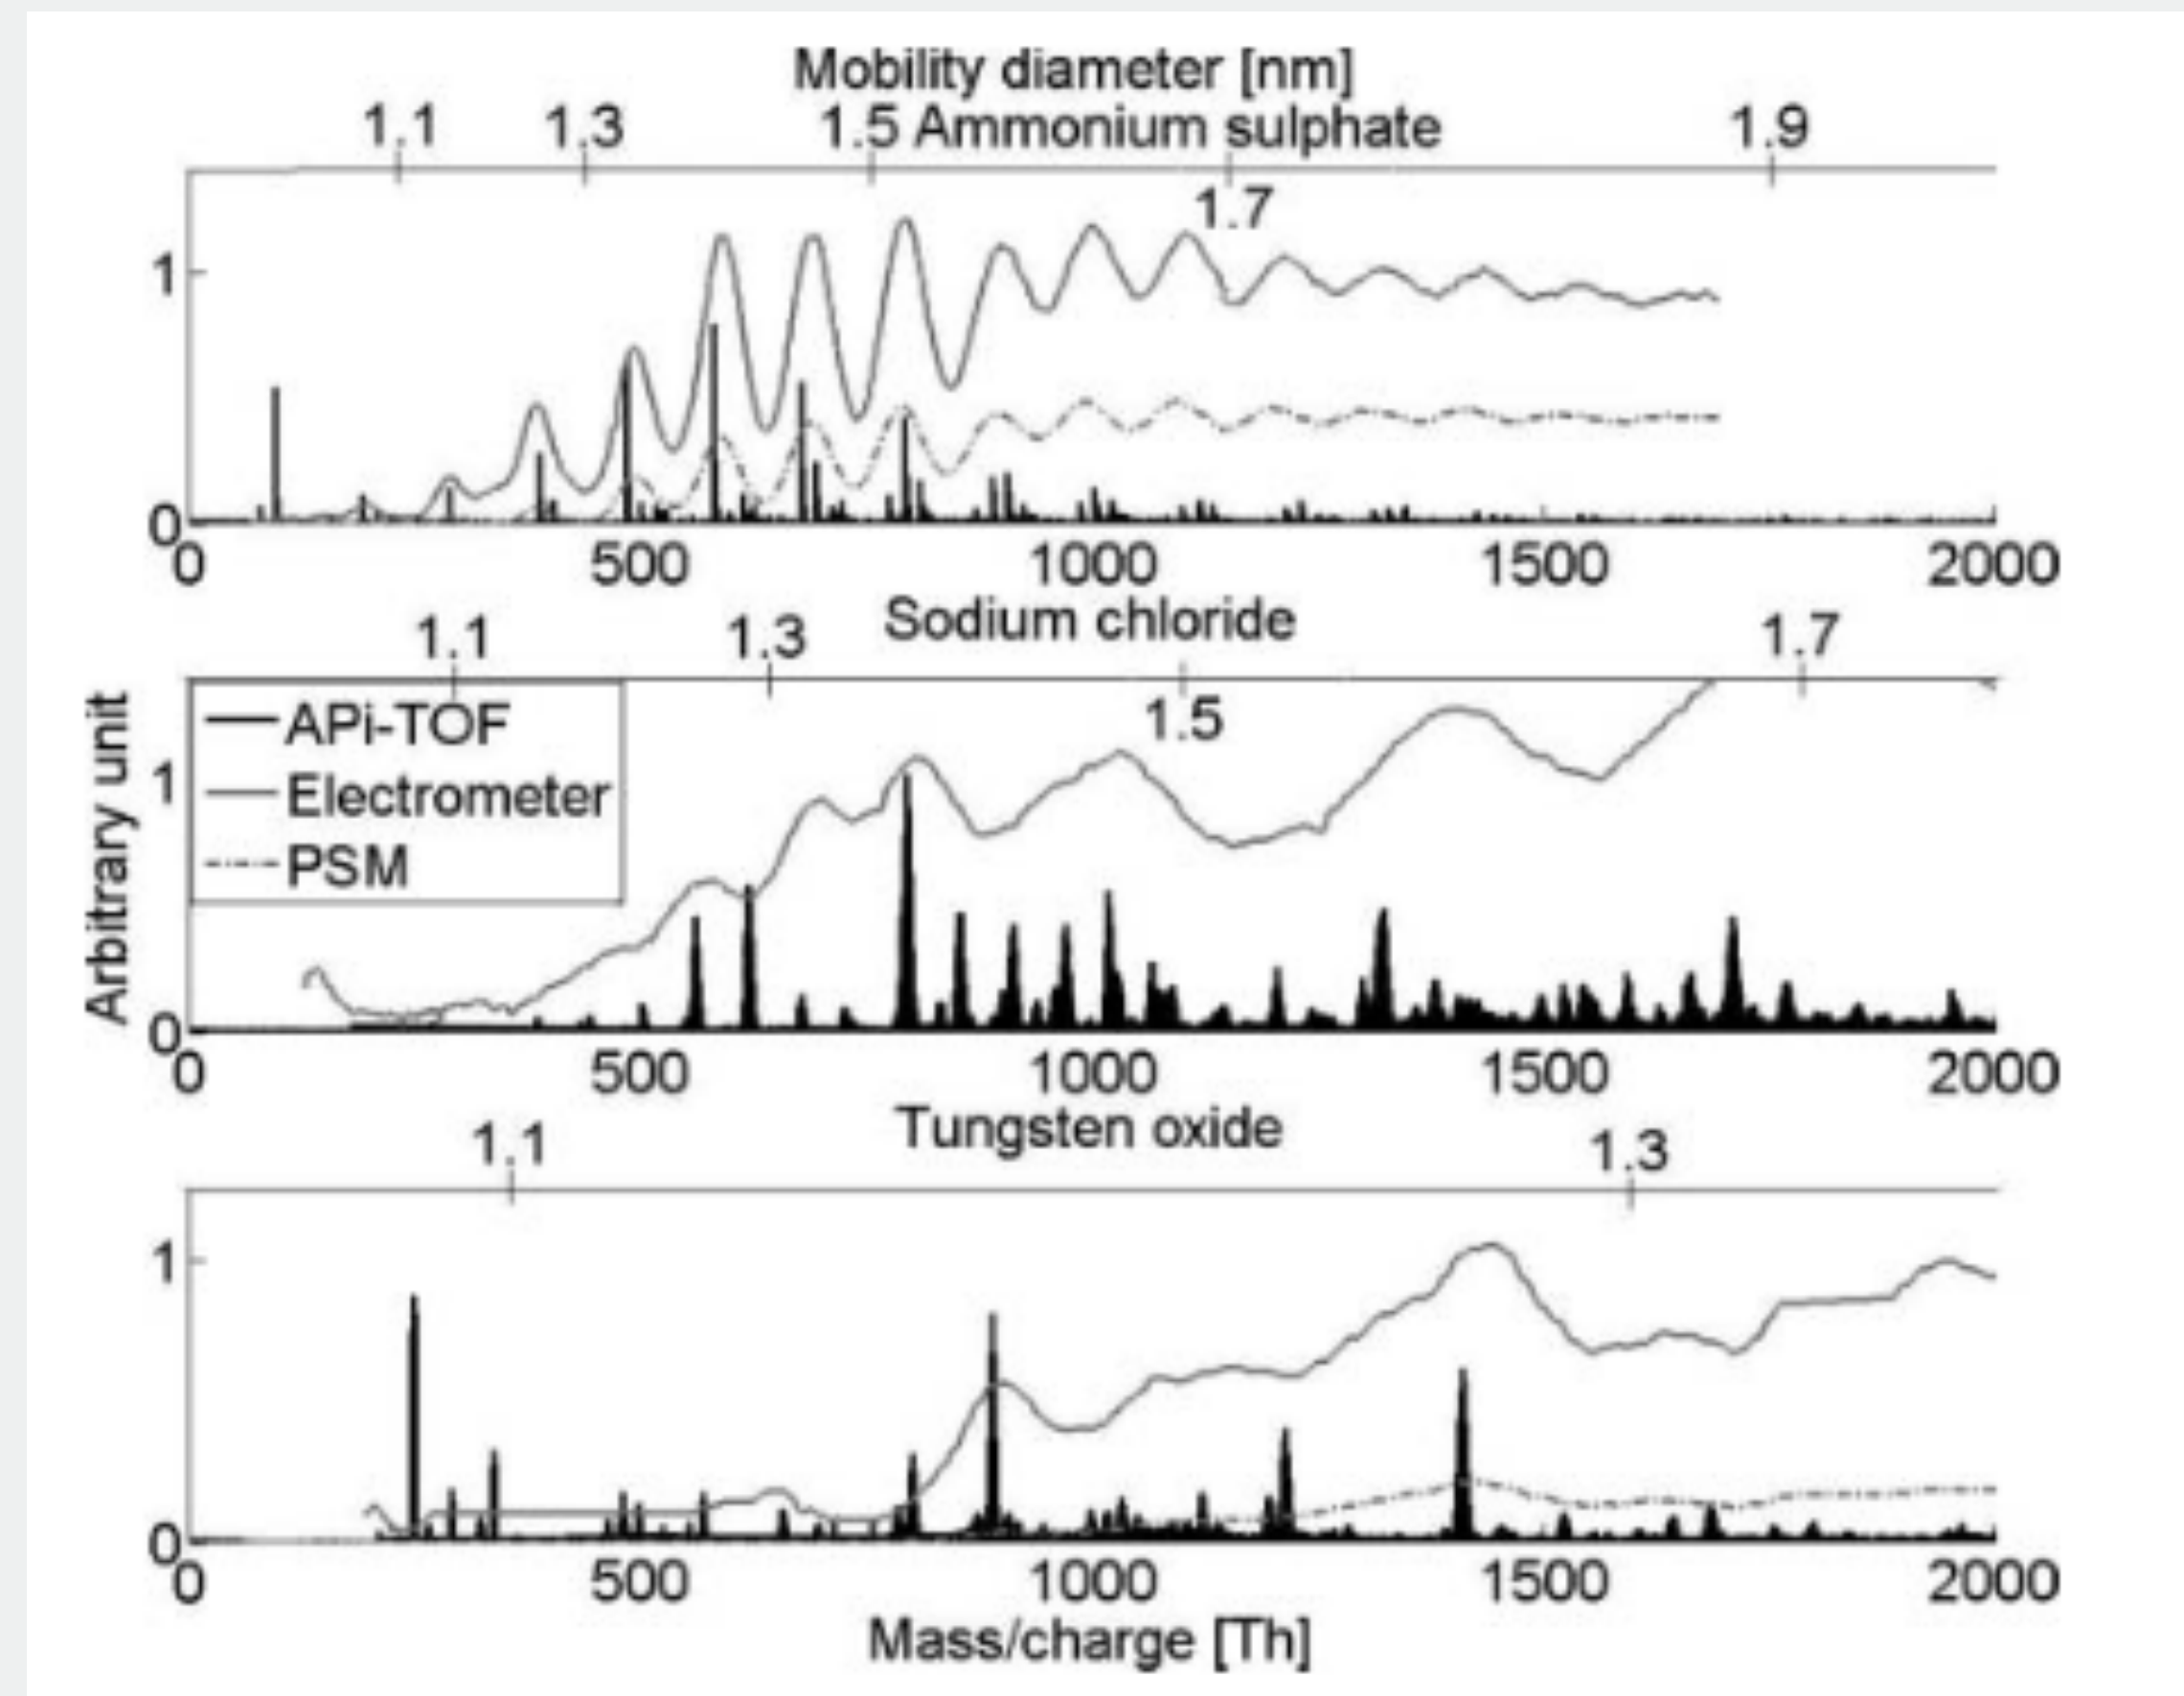 Mobility diameter [nm]
1.1 1.3 1.5 Ammonium sulphate 1.9
1.7
1
0
0 500 1000 1500 2000
Sodium chloride
1.1 1.3 1.7
1.5
APi-TOF
Electrometer
PSM
Arbitrary unit
1
0
0 500 1000 1500 2000
Tungsten oxide
1.1 1.3
1
0
0 500 1000 1500 2000
Mass/charge [Th]